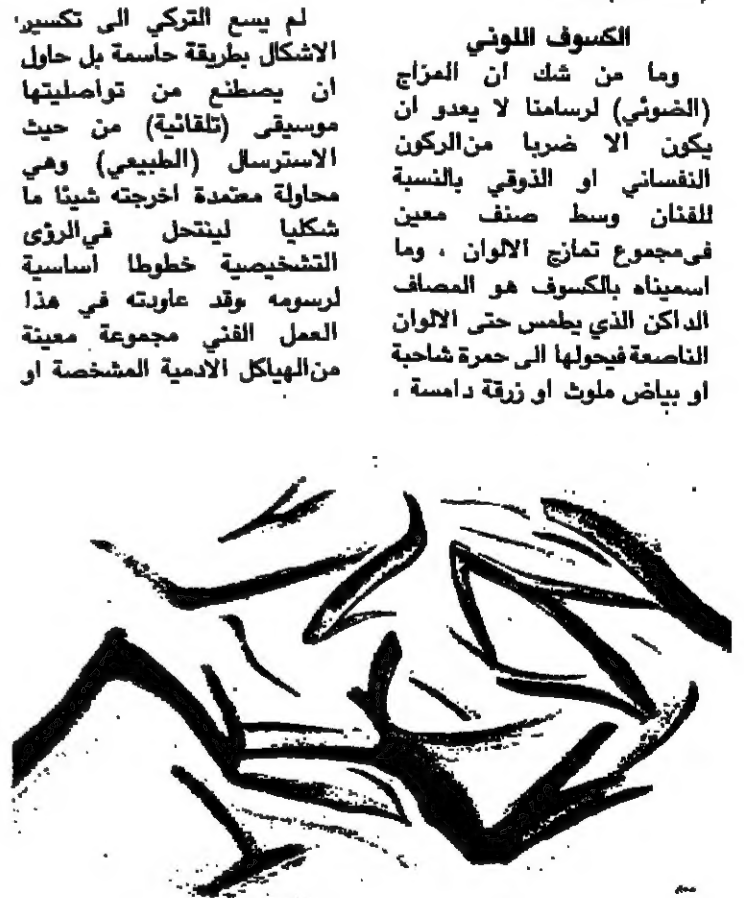 الكسوف اللوني
وما من شك ان المزاج
(الضوئي) لرسامنا لا يعدو ان
يكون الا ضربا من الركون
النفساني او الذوقي بالنسبة
للفنان وسط صنف معين
في مجموع تمازج الالوان ، وما
اسميناه بالكسوف هو المصاف
الداكن الذي يطمس حتى الالوان
الناصعة فيحولها الى حمرة شاحبة
او بياض ملوث او زرقة دامسة ،
لم يسع التركي الى تكسير
الاشكال بطريقة حاسمة بل حاول
ان يصطنع من تواصليتها
موسيقى (تلقائية) من حيث
الاسترسال (الطبيعي) وهي
محاولة معتمدة اخرجته شيئا ما
شكليا لينتحل في الرؤى
التشخيصية خطوطا اساسية
لرسومه وقد عاودته في هذا
العمل الفني مجموعة معينة
من الهياكل الادمية المشخصة او